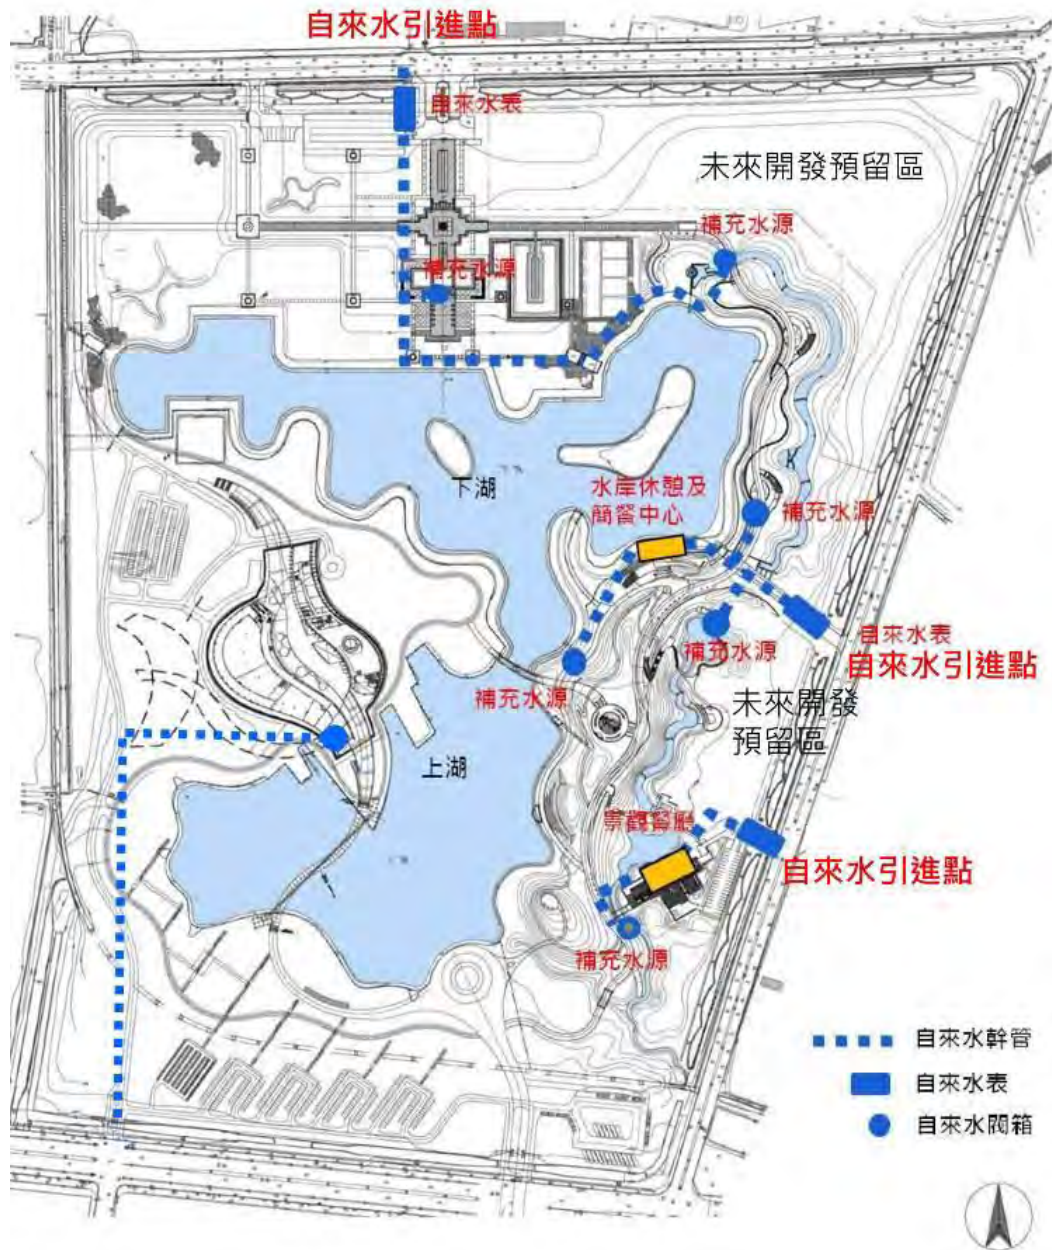 自來水引進點
自來水表
未來開發預留區
補充水源
補充水源
下湖
水岸休憩及
簡餐中心
補充水源
自來水表
補充水源
自來水引進點
補充水源
未來開發
預留區
上湖
景觀餐廳
自來水引進點
補充水源
自來水幹管
自來水表
自來水閥箱